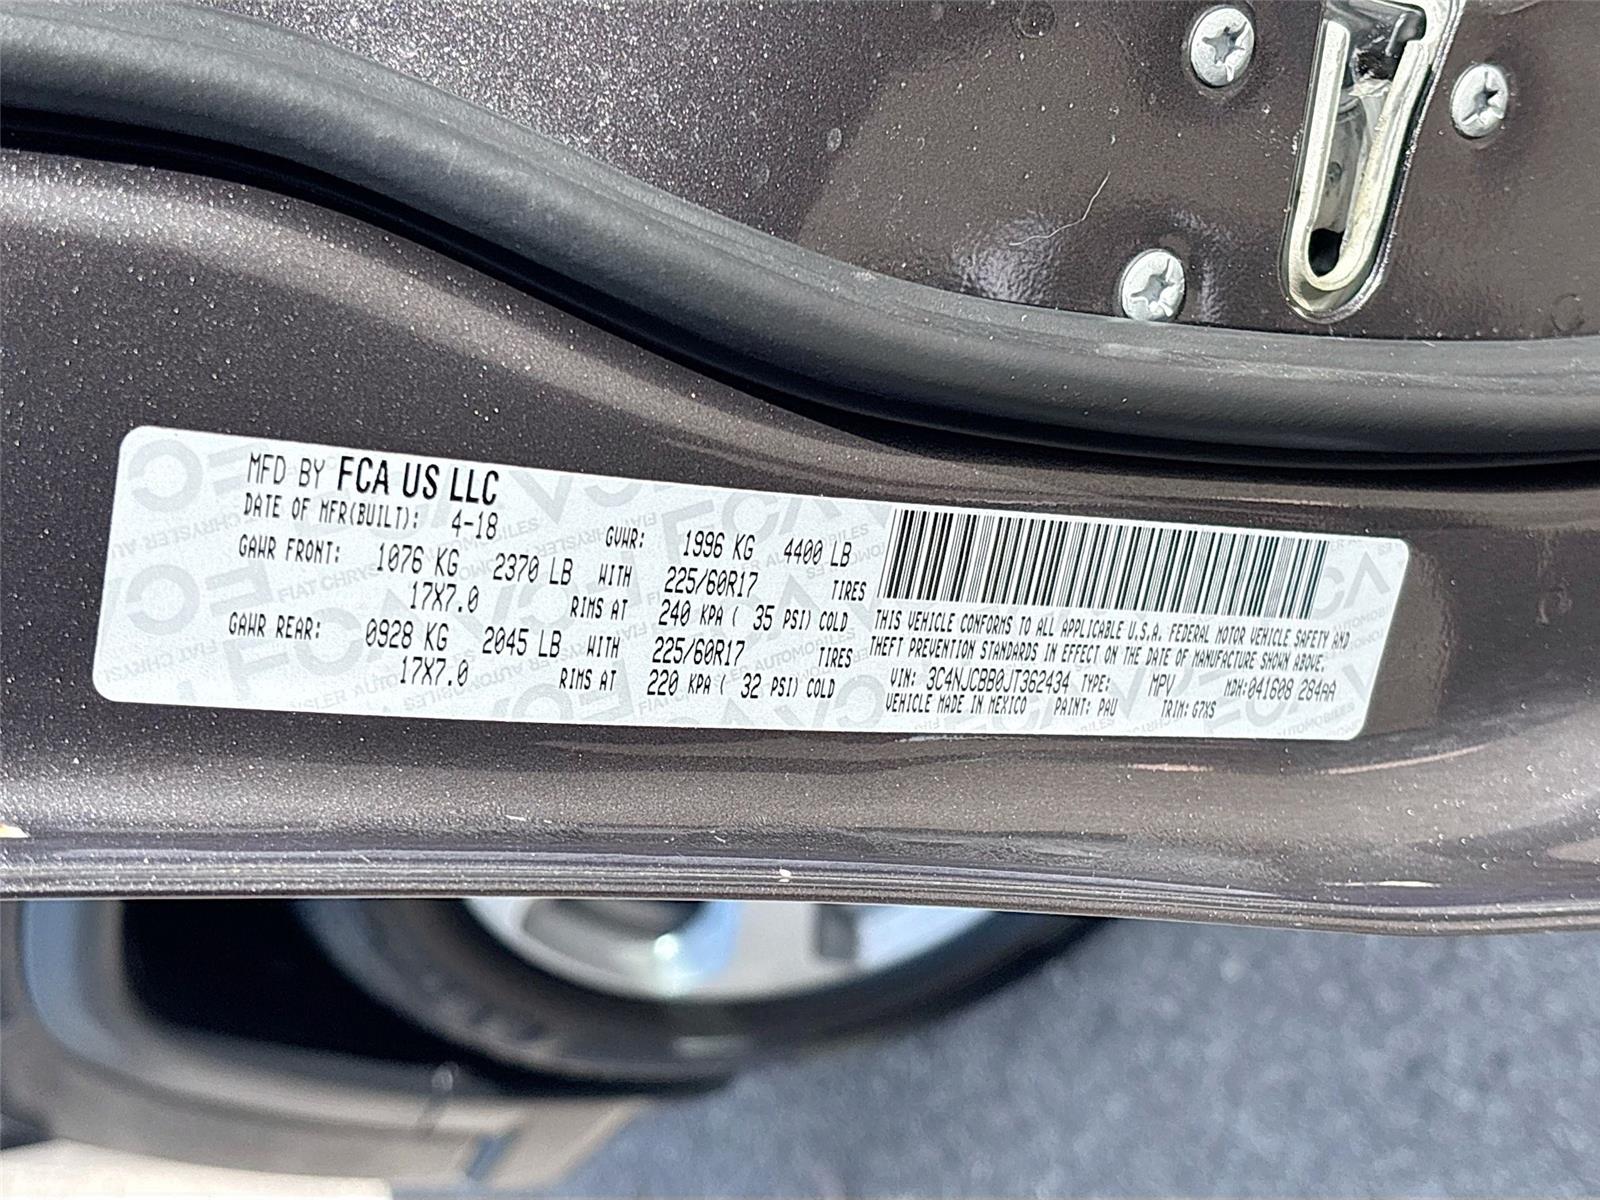 MFD BY FCA US LLC
DATE OF MFR(BUILT): 4-18
GVWR: 1996 KG 4400 LB
GAWR FRONT: 1076 KG 2370 LB WITH 225/60R17 TIRES
17X7.0 RIMS AT 240 KPA ( 35 PSI) COLD
GAWR REAR: 0928 KG 2045 LB WITH 225/60R17 TIRES
17X7.0 RIMS AT 220 KPA ( 32 PSI) COLD
THIS VEHICLE CONFORMS TO ALL APPLICABLE U.S.A. FEDERAL MOTOR VEHICLE SAFETY AND
THEFT PREVENTION STANDARDS IN EFFECT ON THE DATE OF MANUFACTURE SHOWN ABOVE.
VIN: 3C4NJCBB0JT362434 TYPE: MPV MDH:041608 284AA
VEHICLE MADE IN MEXICO PAINT: PAU TRIM: G7XS